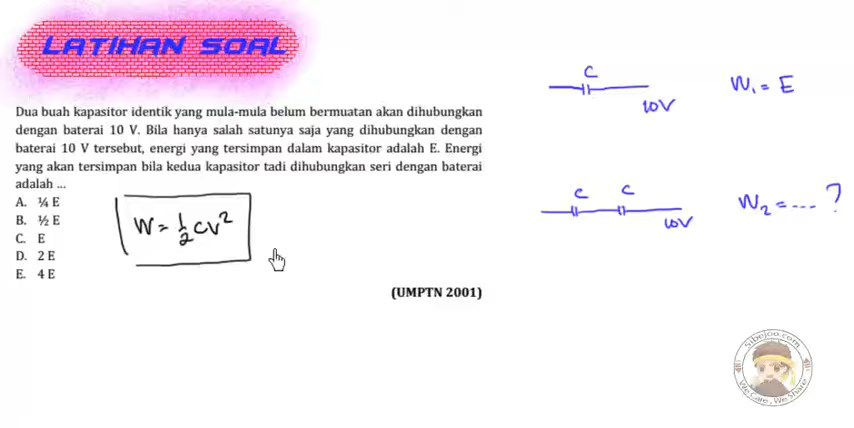 LATIHAN SOAL
Dua buah kapasitor identik yang mula-mula belum bermuatan akan dihubungkan
dengan baterai 10 V. Bila hanya salah satunya saja yang dihubungkan dengan
baterai 10 V tersebut, energi yang tersimpan dalam kapasitor adalah E. Energi
yang akan tersimpan bila kedua kapasitor tadi dihubungkan seri dengan baterai
adalah ...
A. ¼ E
B. ½ E
C. E
D. 2 E
E. 4 E
W = ½ CV²
(UMPTN 2001)
C
10V
W₁ = E
C C
10V
W₂ = .... ?
Sibejoo.com
We Care , We Share